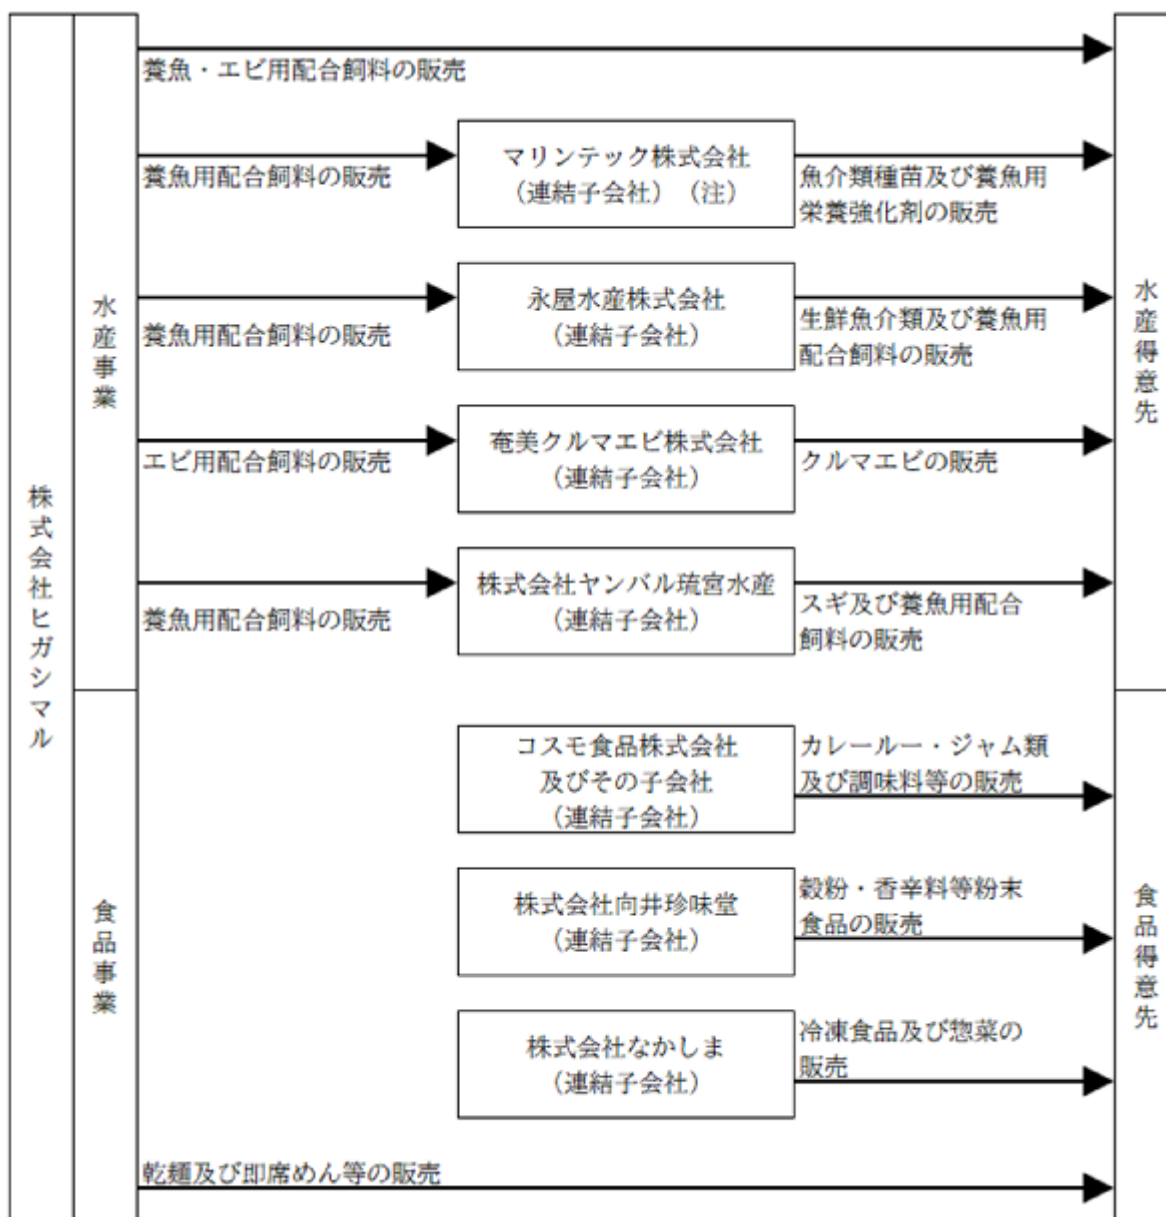 株式会社ヒガシマル
水産事業
養魚・エビ用配合飼料の販売
養魚用配合飼料の販売
マリンテック株式会社
（連結子会社）（注）
魚介類種苗及び養魚用
栄養強化剤の販売
養魚用配合飼料の販売
永屋水産株式会社
（連結子会社）
生鮮魚介類及び養魚用
配合飼料の販売
エビ用配合飼料の販売
奄美クルマエビ株式会社
（連結子会社）
クルマエビの販売
養魚用配合飼料の販売
株式会社ヤンバル琉宮水産
（連結子会社）
スギ及び養魚用配合
飼料の販売
水産得意先
食品事業
コスモ食品株式会社
及びその子会社
（連結子会社）
カレールー・ジャム類
及び調味料等の販売
株式会社向井珍味堂
（連結子会社）
穀粉・香辛料等粉末
食品の販売
株式会社なかしま
（連結子会社）
冷凍食品及び惣菜の
販売
乾麺及び即席めん等の販売
食品得意先